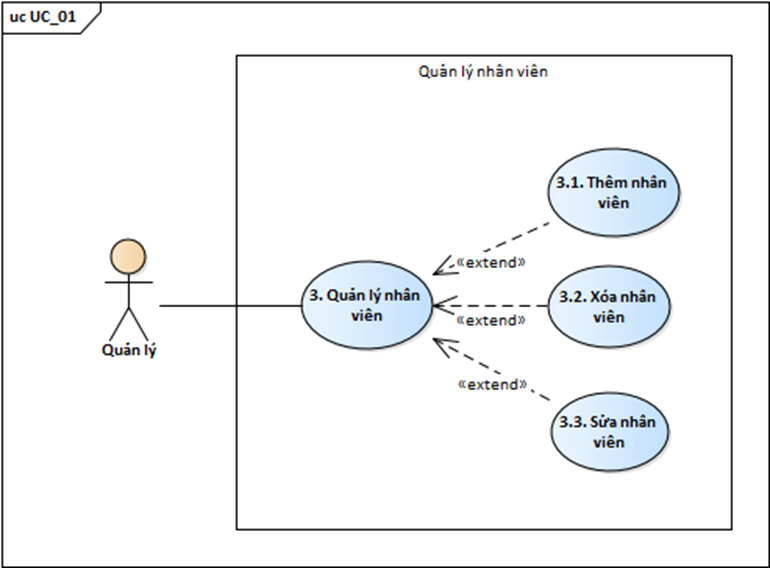 uc UC_01
Quản lý nhân viên
3.1. Thêm nhân
viên
«extend»
3. Quản lý nhân
viên
3.2. Xóa nhân
viên
«extend»
Quản lý
«extend»
3.3. Sửa nhân
viên